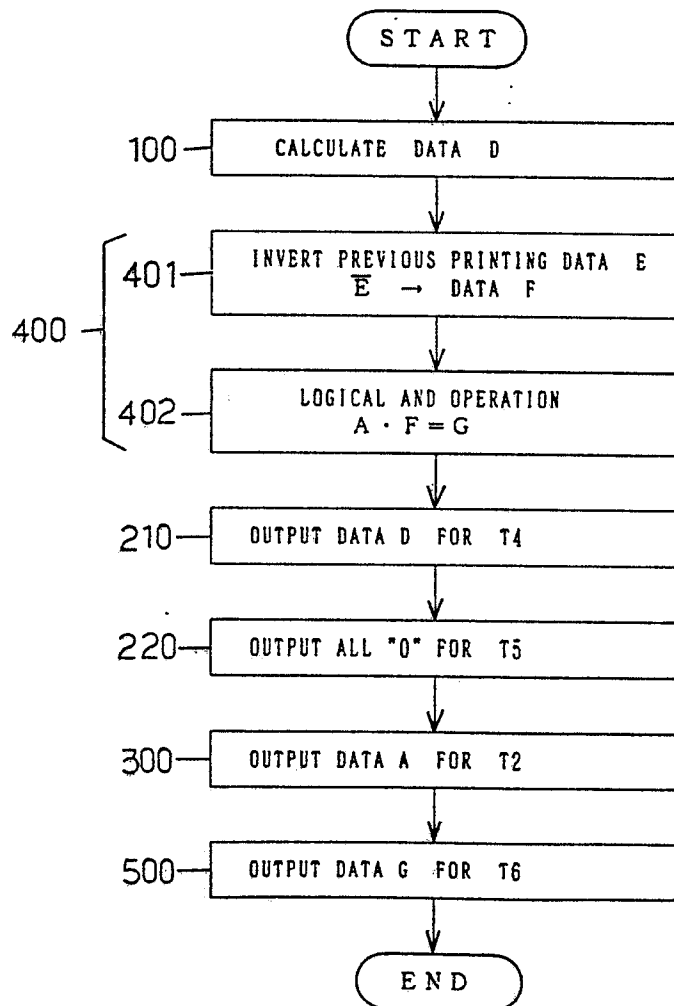 START
100 CALCULATE DATA D
400
401 INVERT PREVIOUS PRINTING DATA E
E̅ → DATA F
402 LOGICAL AND OPERATION
A · F = G
210 OUTPUT DATA D FOR T4
220 OUTPUT ALL "0" FOR T5
300 OUTPUT DATA A FOR T2
500 OUTPUT DATA G FOR T6
END